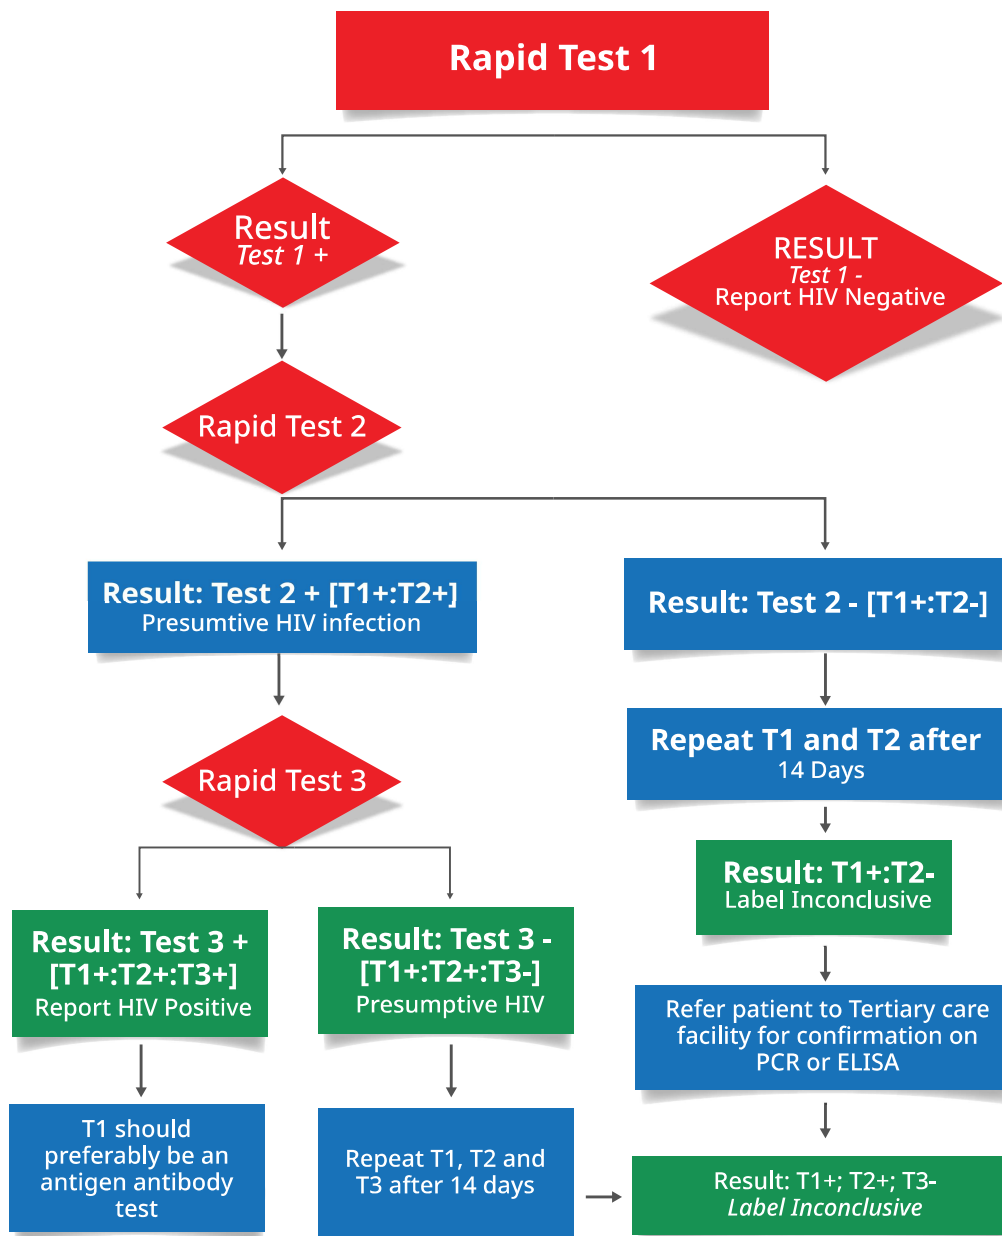 Rapid Test 1
Result
Test 1 +
RESULT
Test 1 -
Report HIV Negative
Rapid Test 2
Result: Test 2 + [T1+:T2+]
Presumtive HIV infection
Result: Test 2 - [T1+:T2-]
Repeat T1 and T2 after
14 Days
Rapid Test 3
Result: T1+:T2-
Label Inconclusive
Result: Test 3 +
[T1+:T2+:T3+]
Report HIV Positive
Result: Test 3 -
[T1+:T2+:T3-]
Presumptive HIV
Refer patient to Tertiary care
facility for confirmation on
PCR or ELISA
T1 should
preferably be an
antigen antibody
test
Repeat T1, T2 and
T3 after 14 days
Result: T1+; T2+; T3-
Label Inconclusive